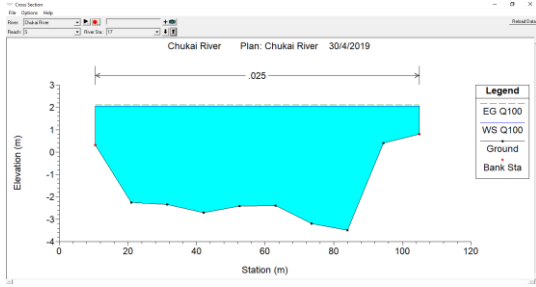 Cross Section
File Options Help
River: Chukai River
Reload Data
Reach: S River Sta: 17
Chukai River Plan: Chukai River 30/4/2019
.025
Legend
EG Q100
WS Q100
Ground
Bank Sta
Elevation (m)
3
2
1
0
-1
-2
-3
-4
0 20 40 60 80 100 120
Station (m)